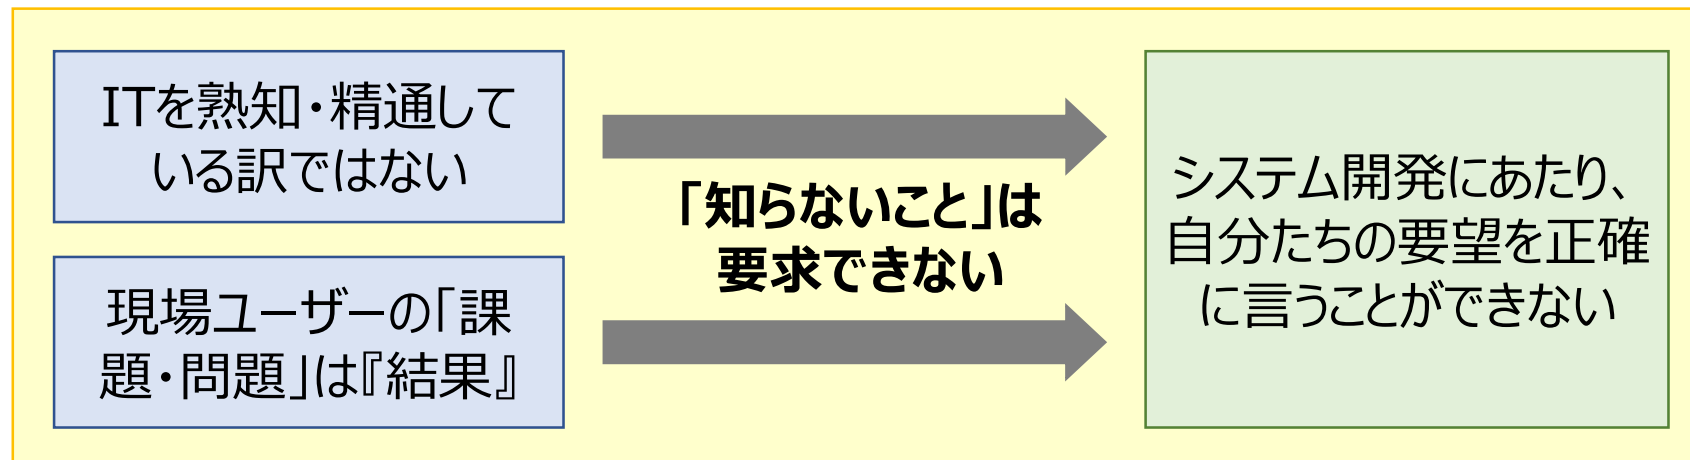 ITを熟知・精通して
いる訳ではない
現場ユーザーの「課
題・問題」は『結果』
「知らないこと」は
要求できない
システム開発にあたり、
自分たちの要望を正確
に言うことができない